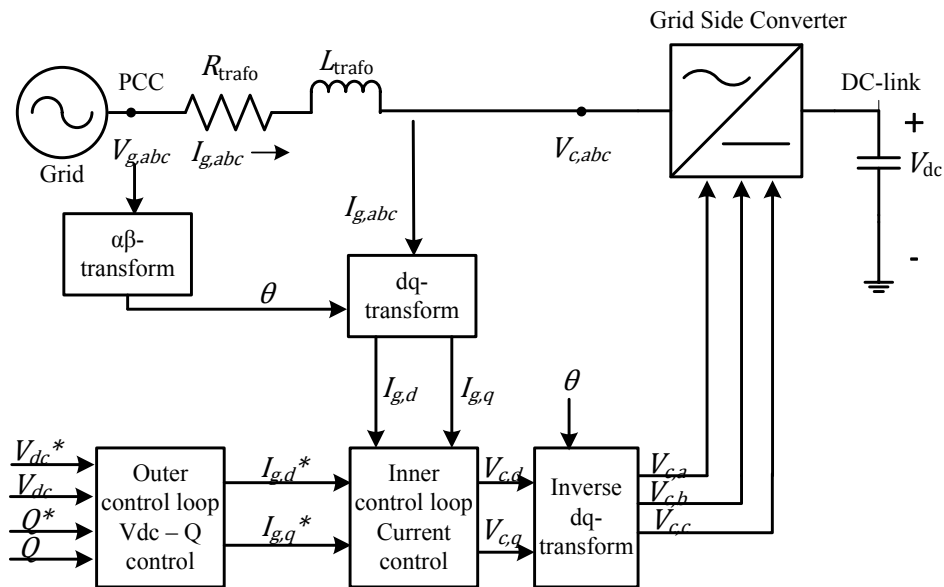 Grid Side Converter
L_trafo
R_trafo
PCC
DC-link
+
V_g,abc
I_g,abc
V_c,abc
V_dc
Grid
I_g,abc
-
αβ-
transform
dq-
transform
θ
I_g,d
I_g,q
θ
V_dc*
V_dc
Q*
Q
Outer
control loop
Vdc – Q
control
I_g,d*
I_g,q*
Inner
control loop
Current
control
V_c,d
V_c,q
Inverse
dq-
transform
V_c,a
V_c,b
V_c,c